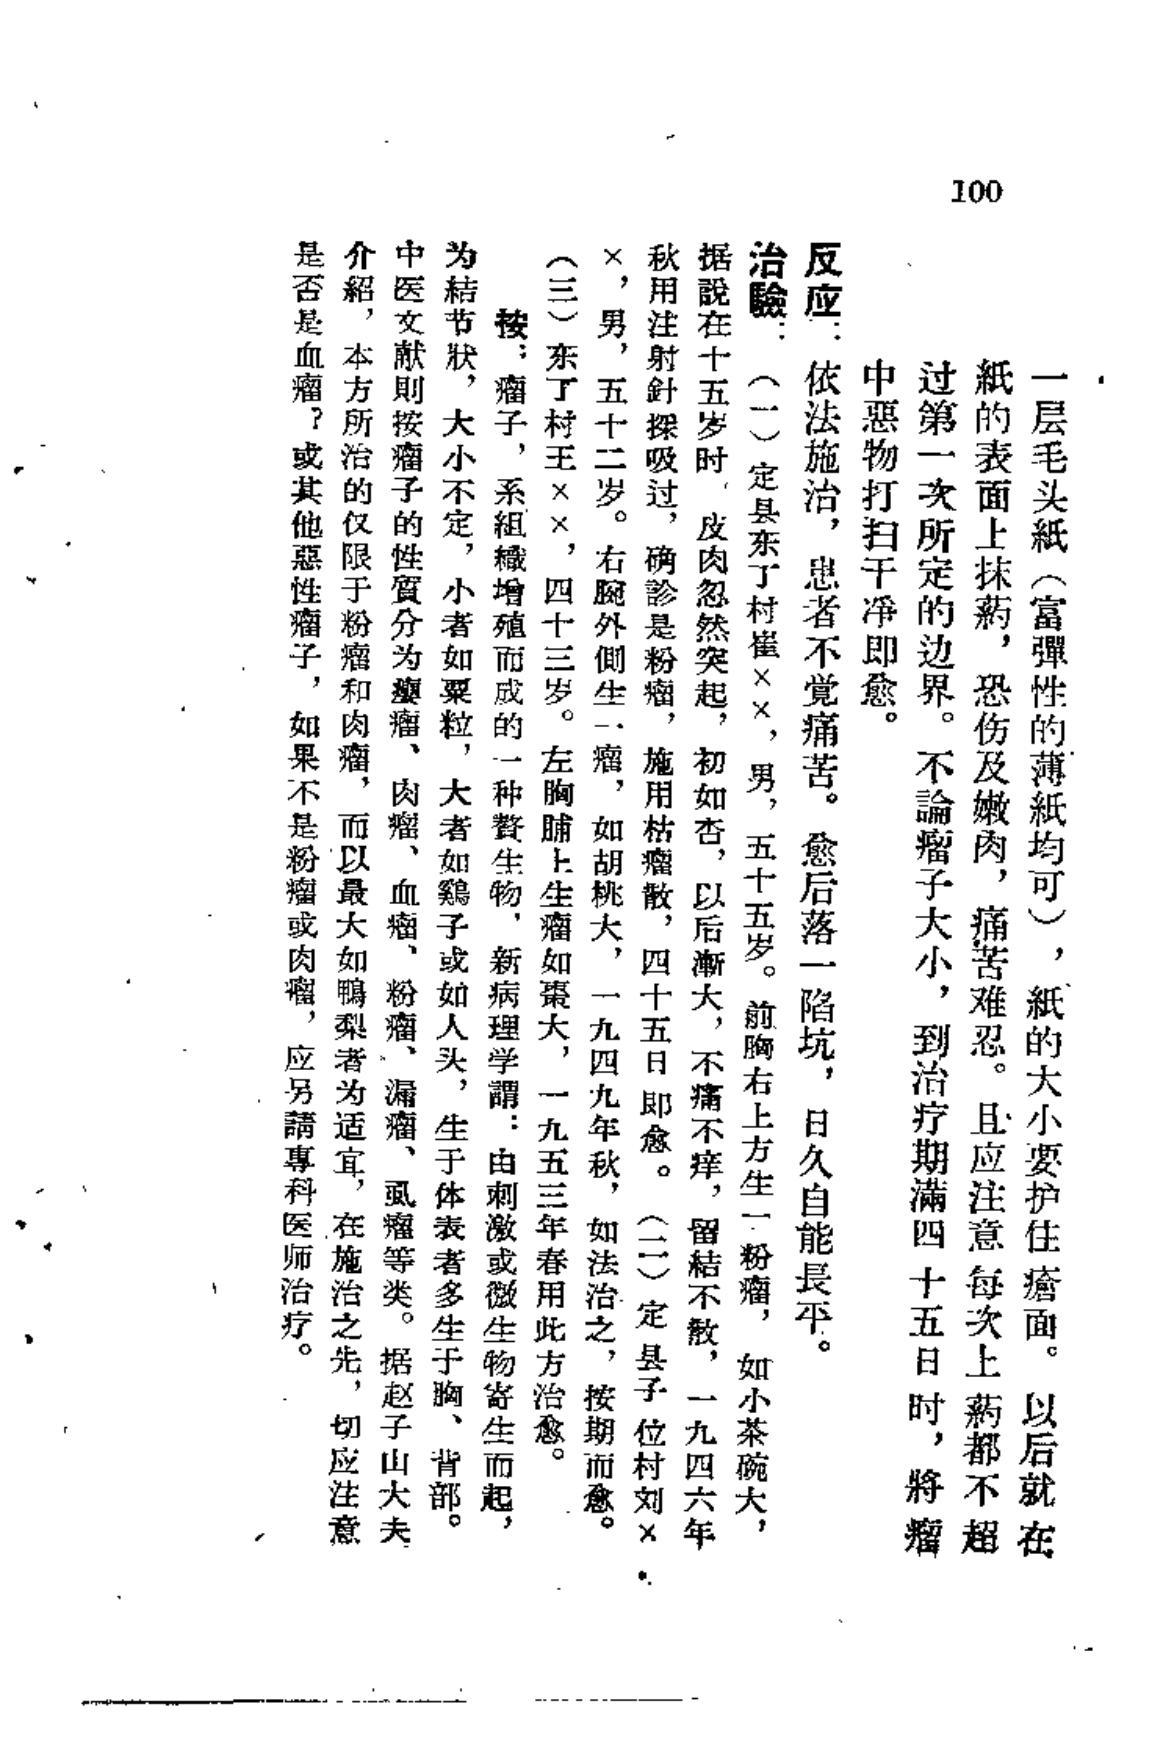 100
一层毛头紙（富彈性的薄紙均可），紙的大小要护住瘡面。以后就在
紙的表面上抹葯，恐伤及嫩肉，痛苦难忍。且应注意每次上葯都不超
过第一次所定的边界。不論瘤子大小，到治疗期滿四十五日时，將瘤
中惡物打扫干净即愈。
反应：依法施治，患者不覚痛苦。愈后落一陷坑，日久自能長平。
治驗：（一）定县东丁村崔××，男，五十五岁。前胸右上方生一粉瘤，如小茶碗大，
据說在十五岁时，皮肉忽然突起，初如杏，以后漸大，不痛不痒，留結不散，一九四六年
秋用注射針探吸过，确診是粉瘤，施用枯瘤散，四十五日即愈。（二）定县子位村刘×
×，男，五十二岁。右腕外側生一瘤，如胡桃大，一九四九年秋，如法治之，按期而愈。
（三）东丁村王××，四十三岁。左胸脯上生瘤如棗大，一九五三年春用此方治愈。
按：瘤子，系組織增殖而成的一种贅生物，新病理学謂：由刺激或微生物寄生而起，
为結节狀，大小不定，小者如粟粒，大者如鷄子或如人头，生于体表者多生于胸、背部。
中医文献則按瘤子的性質分为癭瘤、肉瘤、血瘤、粉瘤、漏瘤、虱瘤等类。据赵子山大夫
介紹，本方所治的仅限于粉瘤和肉瘤，而以最大如鴨梨者为适宜，在施治之先，切应注意
是否是血瘤？或其他惡性瘤子，如果不是粉瘤或肉瘤，应另請專科医师治疗。